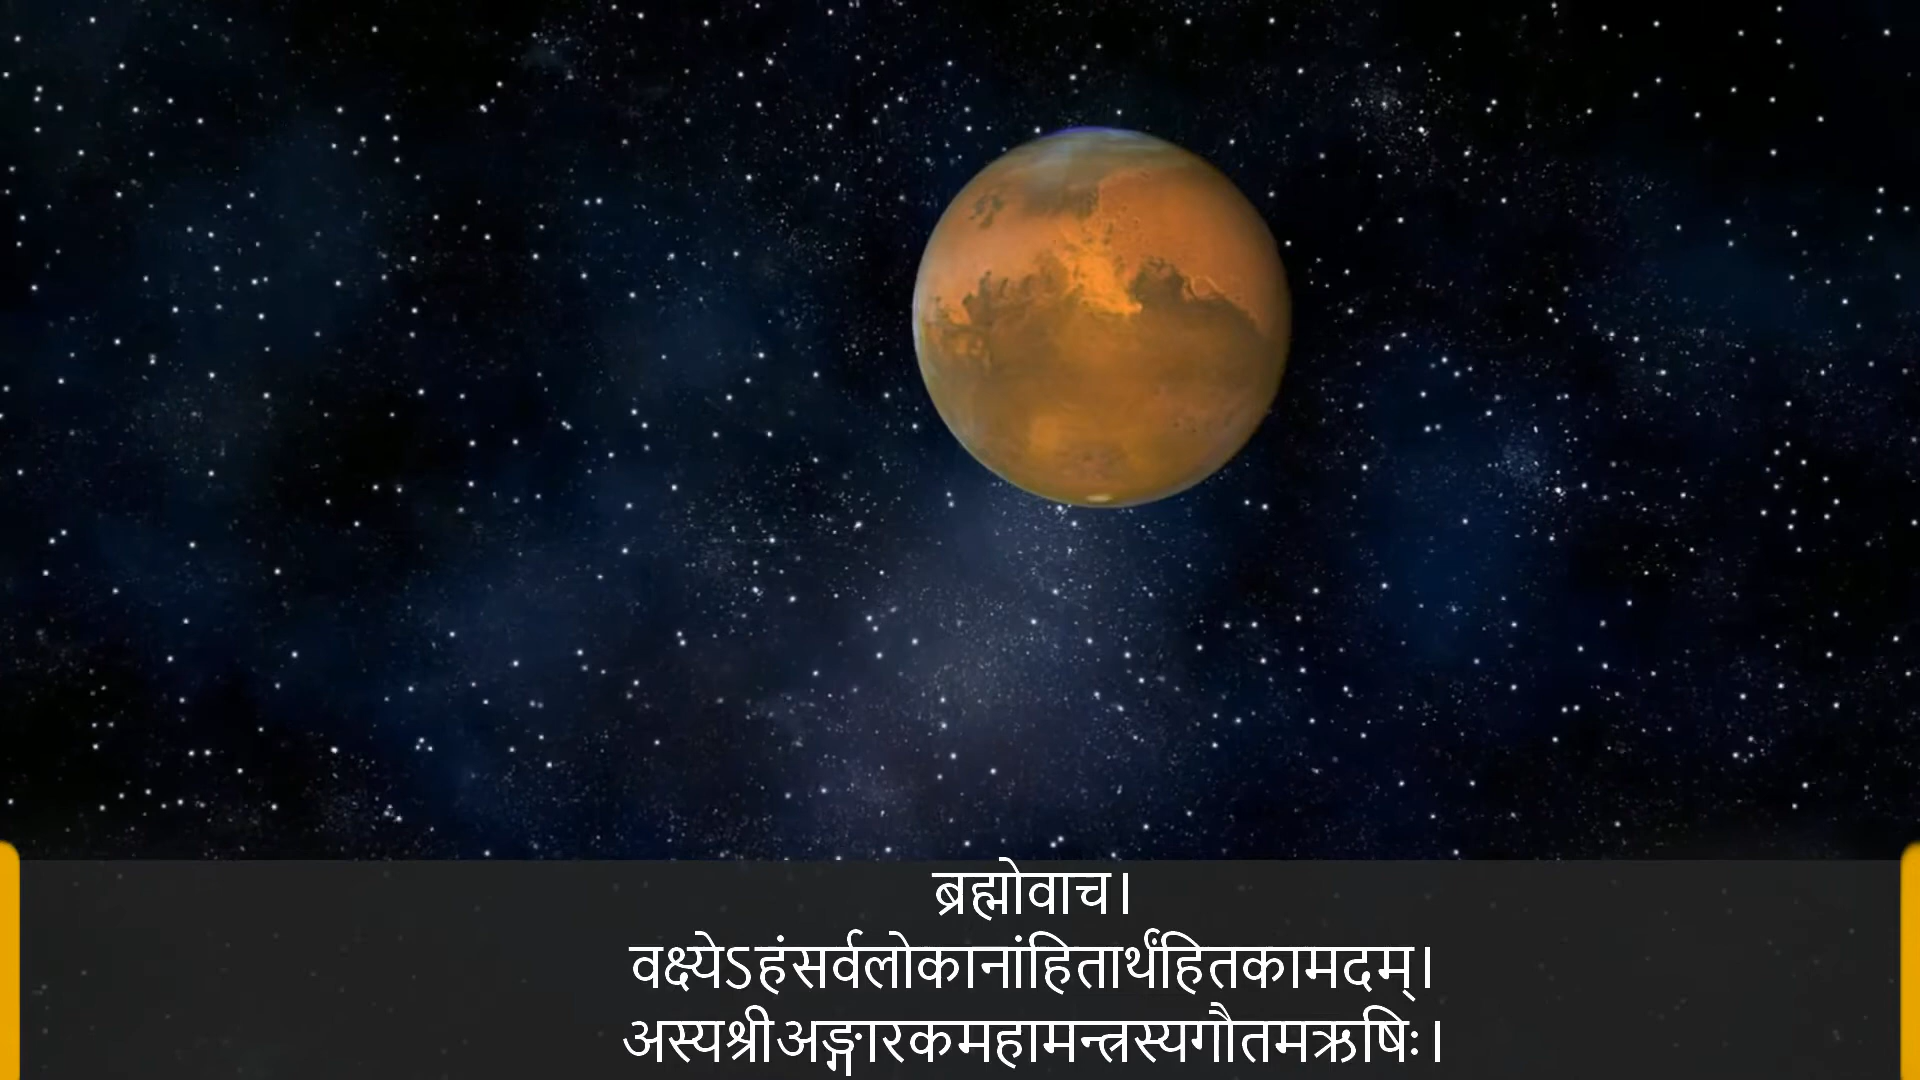 ब्रह्मोवाच।
वक्ष्येऽहंसर्वलोकानांहितार्थंहितकामदम्।
अस्यश्रीअङ्गारकमहामन्त्रस्यगौतमऋषिः।